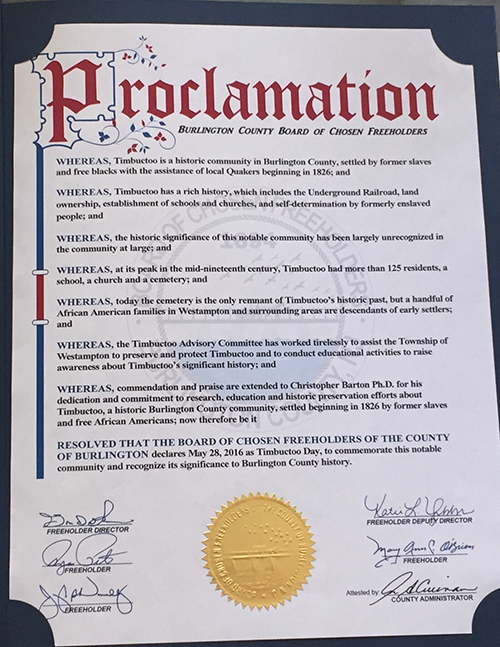 Proclamation
BURLINGTON COUNTY BOARD OF CHOSEN FREEHOLDERS
WHEREAS, Timbuctoo is a historic community in Burlington County, settled by former slaves
and free blacks with the assistance of local Quakers beginning in 1826; and
WHEREAS, Timbuctoo has a rich history, which includes the Underground Railroad, land
ownership, establishment of schools and churches, and self-determination by formerly enslaved
people; and
WHEREAS, the historic significance of this notable community has been largely unrecognized in
the community at large; and
WHEREAS, at its peak in the mid-nineteenth century, Timbuctoo had more than 125 residents, a
school, a church and a cemetery; and
WHEREAS, today the cemetery is the only remnant of Timbuctoo's historic past, but a handful of
African American families in Westampton and surrounding areas are descendants of early settlers;
and
WHEREAS, the Timbuctoo Advisory Committee has worked tirelessly to assist the Township of
Westampton to preserve and protect Timbuctoo and to conduct educational activities to raise
awareness about Timbuctoo's significant history; and
WHEREAS, commendation and praise are extended to Christopher Barton Ph.D. for his
dedication and commitment to research, education and historic preservation efforts about
Timbuctoo, a historic Burlington County community, settled beginning in 1826 by former slaves
and free African Americans; now therefore be it
RESOLVED THAT THE BOARD OF CHOSEN FREEHOLDERS OF THE COUNTY
OF BURLINGTON declares May 28, 2016 as Timbuctoo Day, to commemorate this notable
community and recognize its significance to Burlington County history.
FREEHOLDER DIRECTOR
FREEHOLDER DEPUTY DIRECTOR
FREEHOLDER
Mary Ann C. O'Brien
FREEHOLDER
FREEHOLDER
Attested by:
COUNTY ADMINISTRATOR